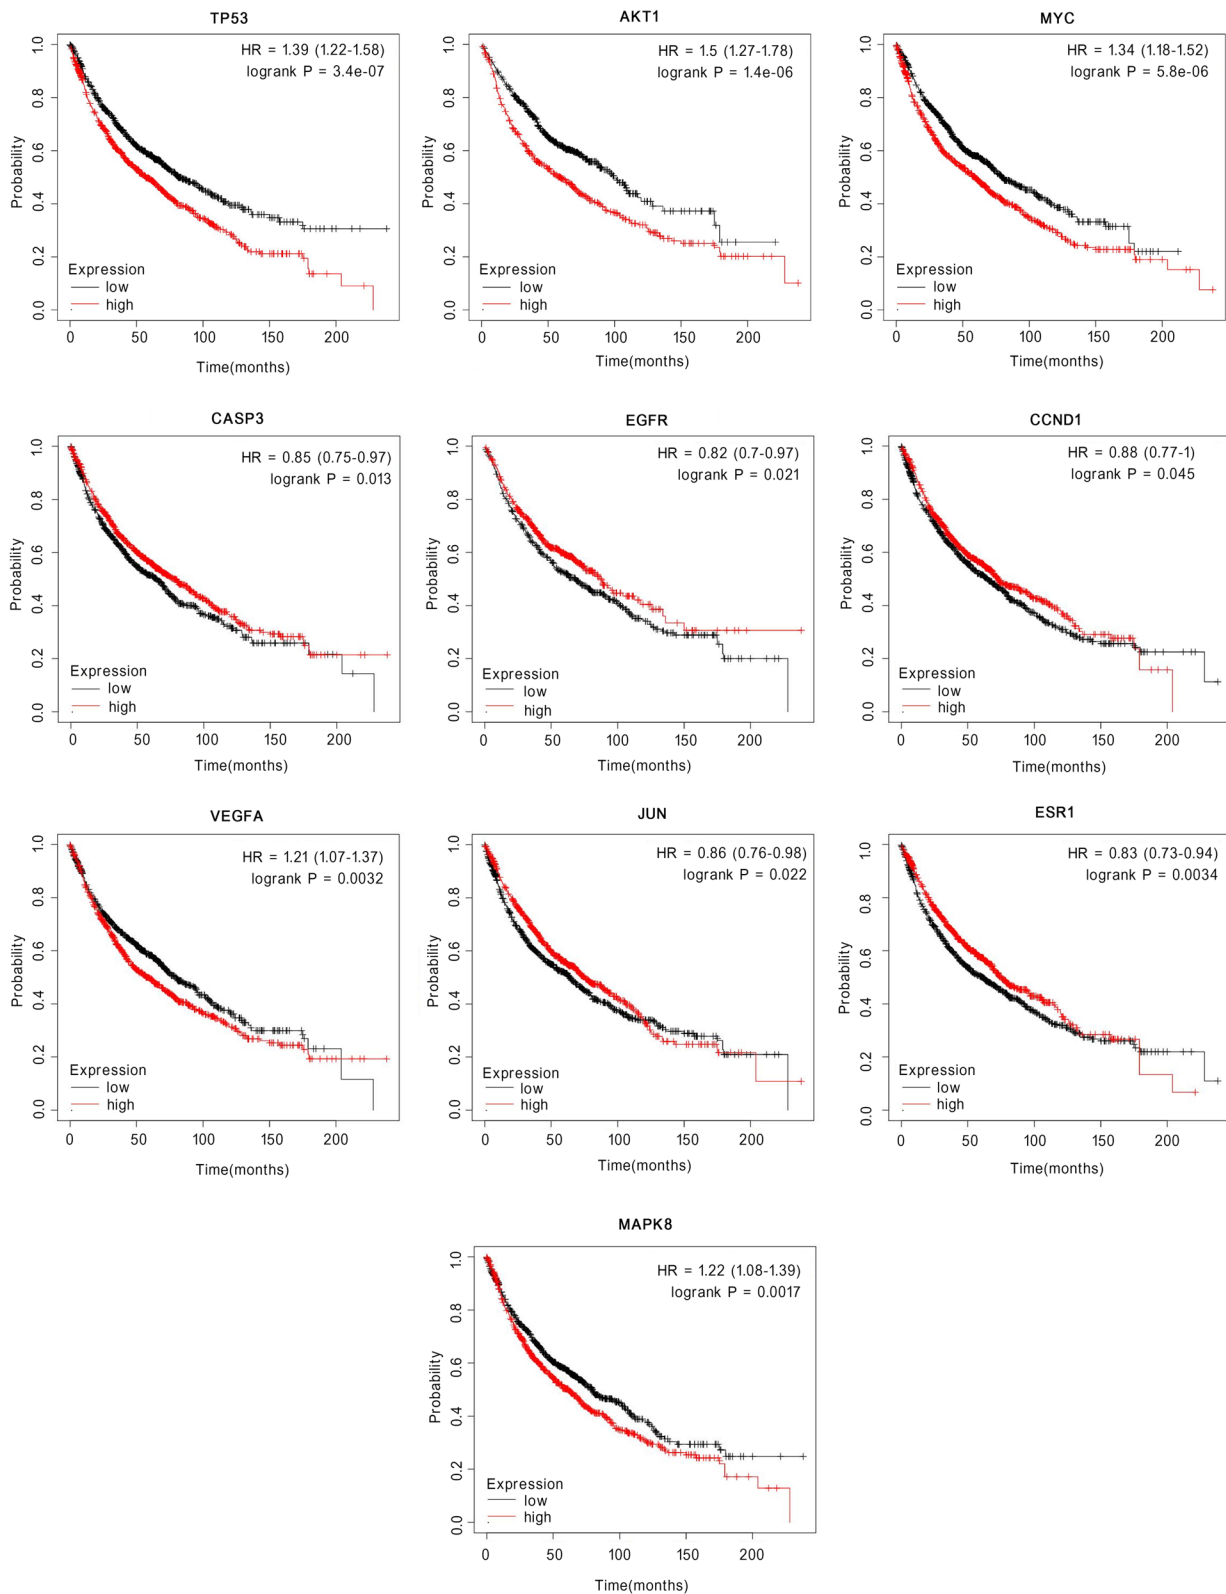 TP53
HR = 1.39 (1.22-1.58)
logrank P = 3.4e-07
Probability
1.0
0.8
0.6
0.4
0.2
0.0
Expression
low
high
0 50 100 150 200
Time(months)
AKT1
HR = 1.5 (1.27-1.78)
logrank P = 1.4e-06
Probability
1.0
0.8
0.6
0.4
0.2
0.0
Expression
low
high
0 50 100 150 200
Time(months)
MYC
HR = 1.34 (1.18-1.52)
logrank P = 5.8e-06
Probability
1.0
0.8
0.6
0.4
0.2
0.0
Expression
low
high
0 50 100 150 200
Time(months)
CASP3
HR = 0.85 (0.75-0.97)
logrank P = 0.013
Probability
1.0
0.8
0.6
0.4
0.2
0.0
Expression
low
high
0 50 100 150 200
Time(months)
EGFR
HR = 0.82 (0.7-0.97)
logrank P = 0.021
Probability
1.0
0.8
0.6
0.4
0.2
0.0
Expression
low
high
0 50 100 150 200
Time(months)
CCND1
HR = 0.88 (0.77-1)
logrank P = 0.045
Probability
1.0
0.8
0.6
0.4
0.2
0.0
Expression
low
high
0 50 100 150 200
Time(months)
VEGFA
HR = 1.21 (1.07-1.37)
logrank P = 0.0032
Probability
1.0
0.8
0.6
0.4
0.2
0.0
Expression
low
high
0 50 100 150 200
Time(months)
JUN
HR = 0.86 (0.76-0.98)
logrank P = 0.022
Probability
1.0
0.8
0.6
0.4
0.2
0.0
Expression
low
high
0 50 100 150 200
Time(months)
ESR1
HR = 0.83 (0.73-0.94)
logrank P = 0.0034
Probability
1.0
0.8
0.6
0.4
0.2
0.0
Expression
low
high
0 50 100 150 200
Time(months)
MAPK8
HR = 1.22 (1.08-1.39)
logrank P = 0.0017
Probability
1.0
0.8
0.6
0.4
0.2
0.0
Expression
low
high
0 50 100 150 200
Time(months)